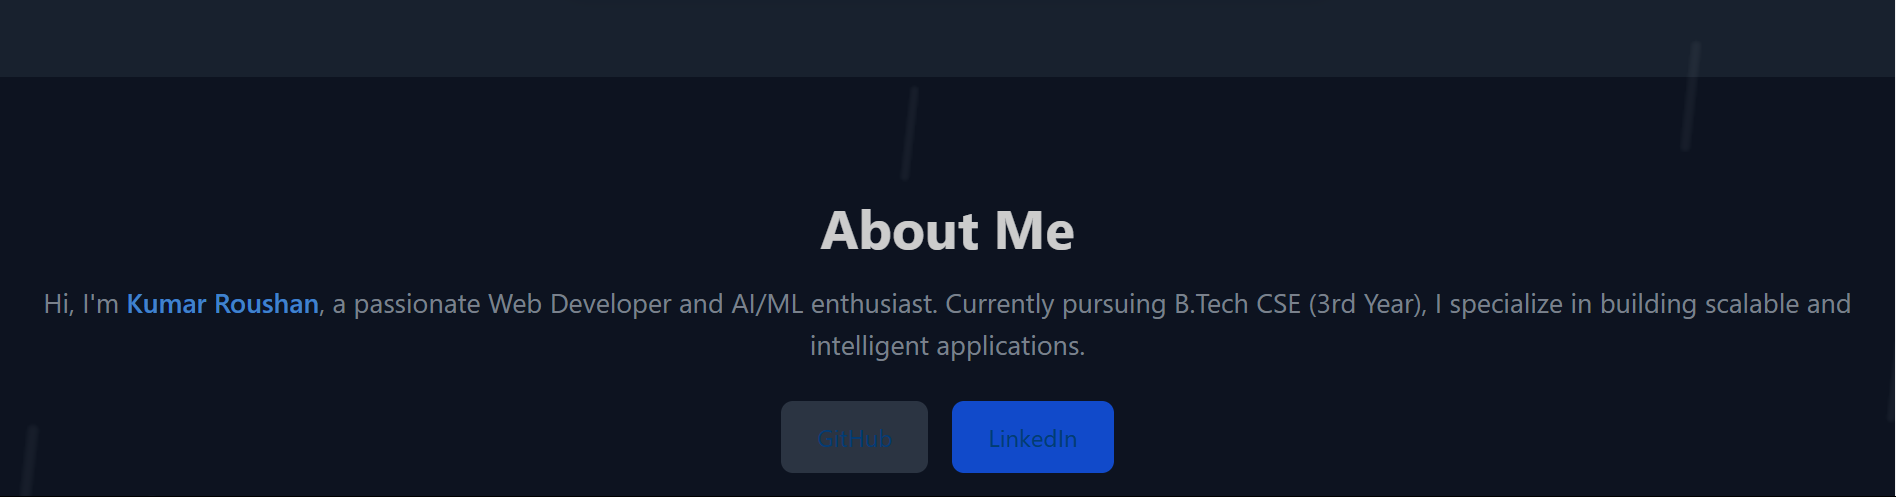 About Me
Hi, I'm Kumar Roushan, a passionate Web Developer and AI/ML enthusiast. Currently pursuing B.Tech CSE (3rd Year), I specialize in building scalable and
intelligent applications.
GitHub
LinkedIn